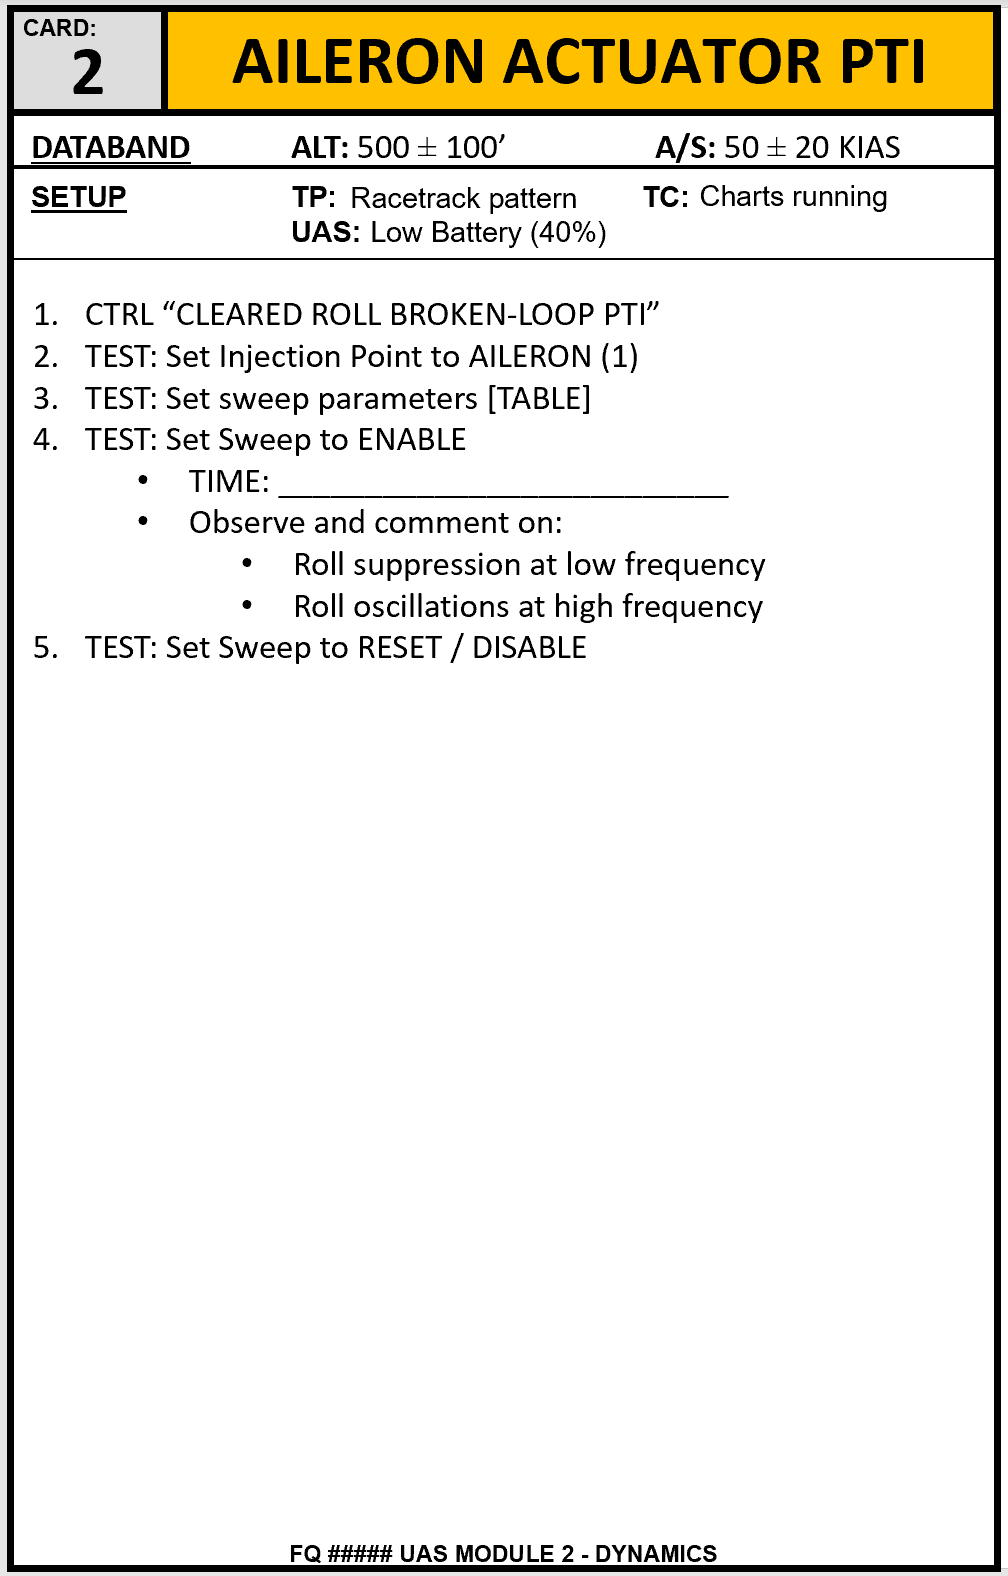 CARD:
2
AILERON ACTUATOR PTI
DATABAND ALT: 500 ± 100’ A/S: 50 ± 20 KIAS
SETUP TP: Racetrack pattern TC: Charts running
UAS: Low Battery (40%)
1. CTRL “CLEARED ROLL BROKEN-LOOP PTI”
2. TEST: Set Injection Point to AILERON (1)
3. TEST: Set sweep parameters [TABLE]
4. TEST: Set Sweep to ENABLE
• TIME: ___________________________
• Observe and comment on:
• Roll suppression at low frequency
• Roll oscillations at high frequency
5. TEST: Set Sweep to RESET / DISABLE
FQ ##### UAS MODULE 2 - DYNAMICS